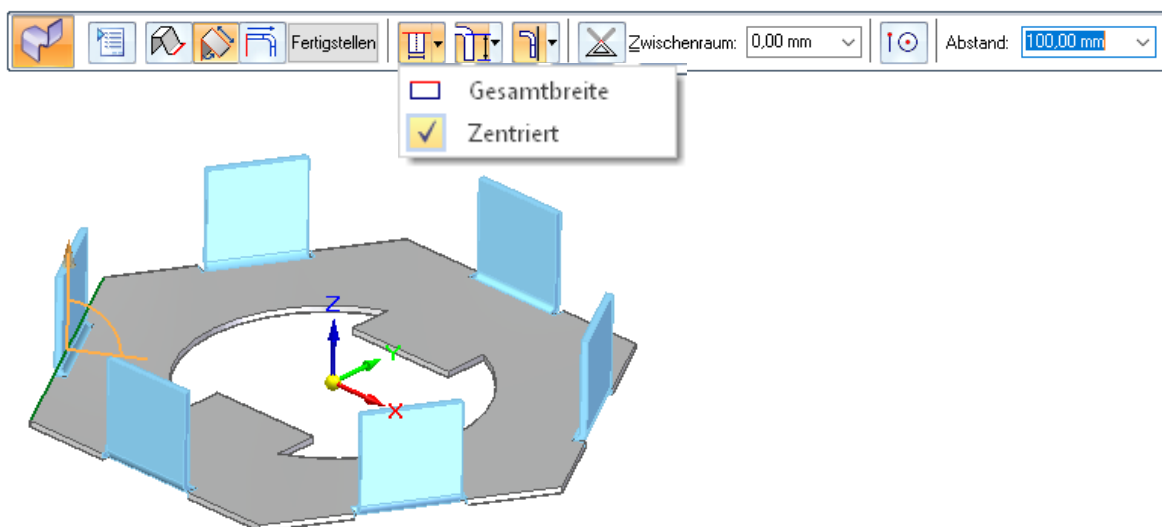 Fertigstellen Zwischenraum: 0,00 mm Abstand: 100,00 mm
Gesamtbreite
Zentriert
Z
Y
X